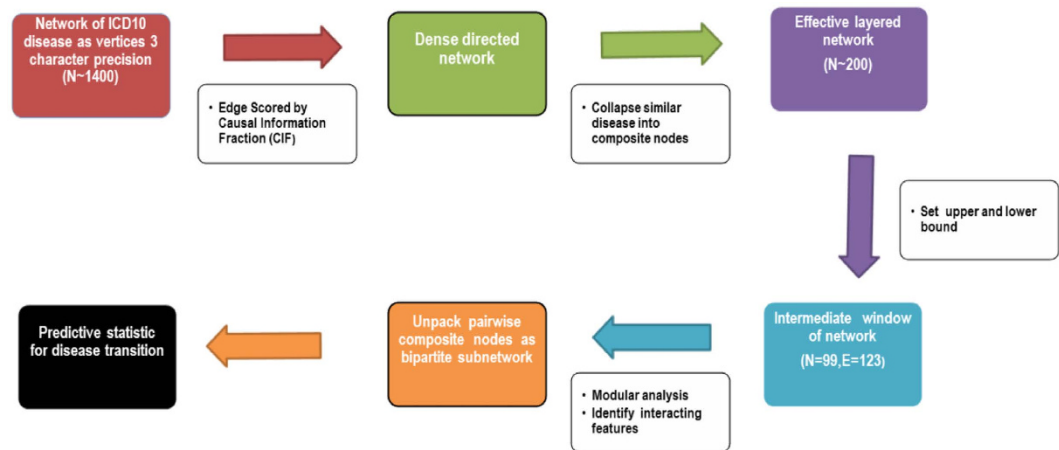 Network of ICD10
disease as vertices 3
character precision
(N~1400)
• Edge Scored by
Causal Information
Fraction (CIF)
Dense directed
network
• Collapse similar
disease into
composite nodes
Effective layered
network
(N~200)
• Set upper and lower
bound
Intermediate window
of network
(N=99,E=123)
• Modular analysis
• Identify interacting
features
Unpack pairwise
composite nodes as
bipartite subnetwork
Predictive statistic
for disease transition